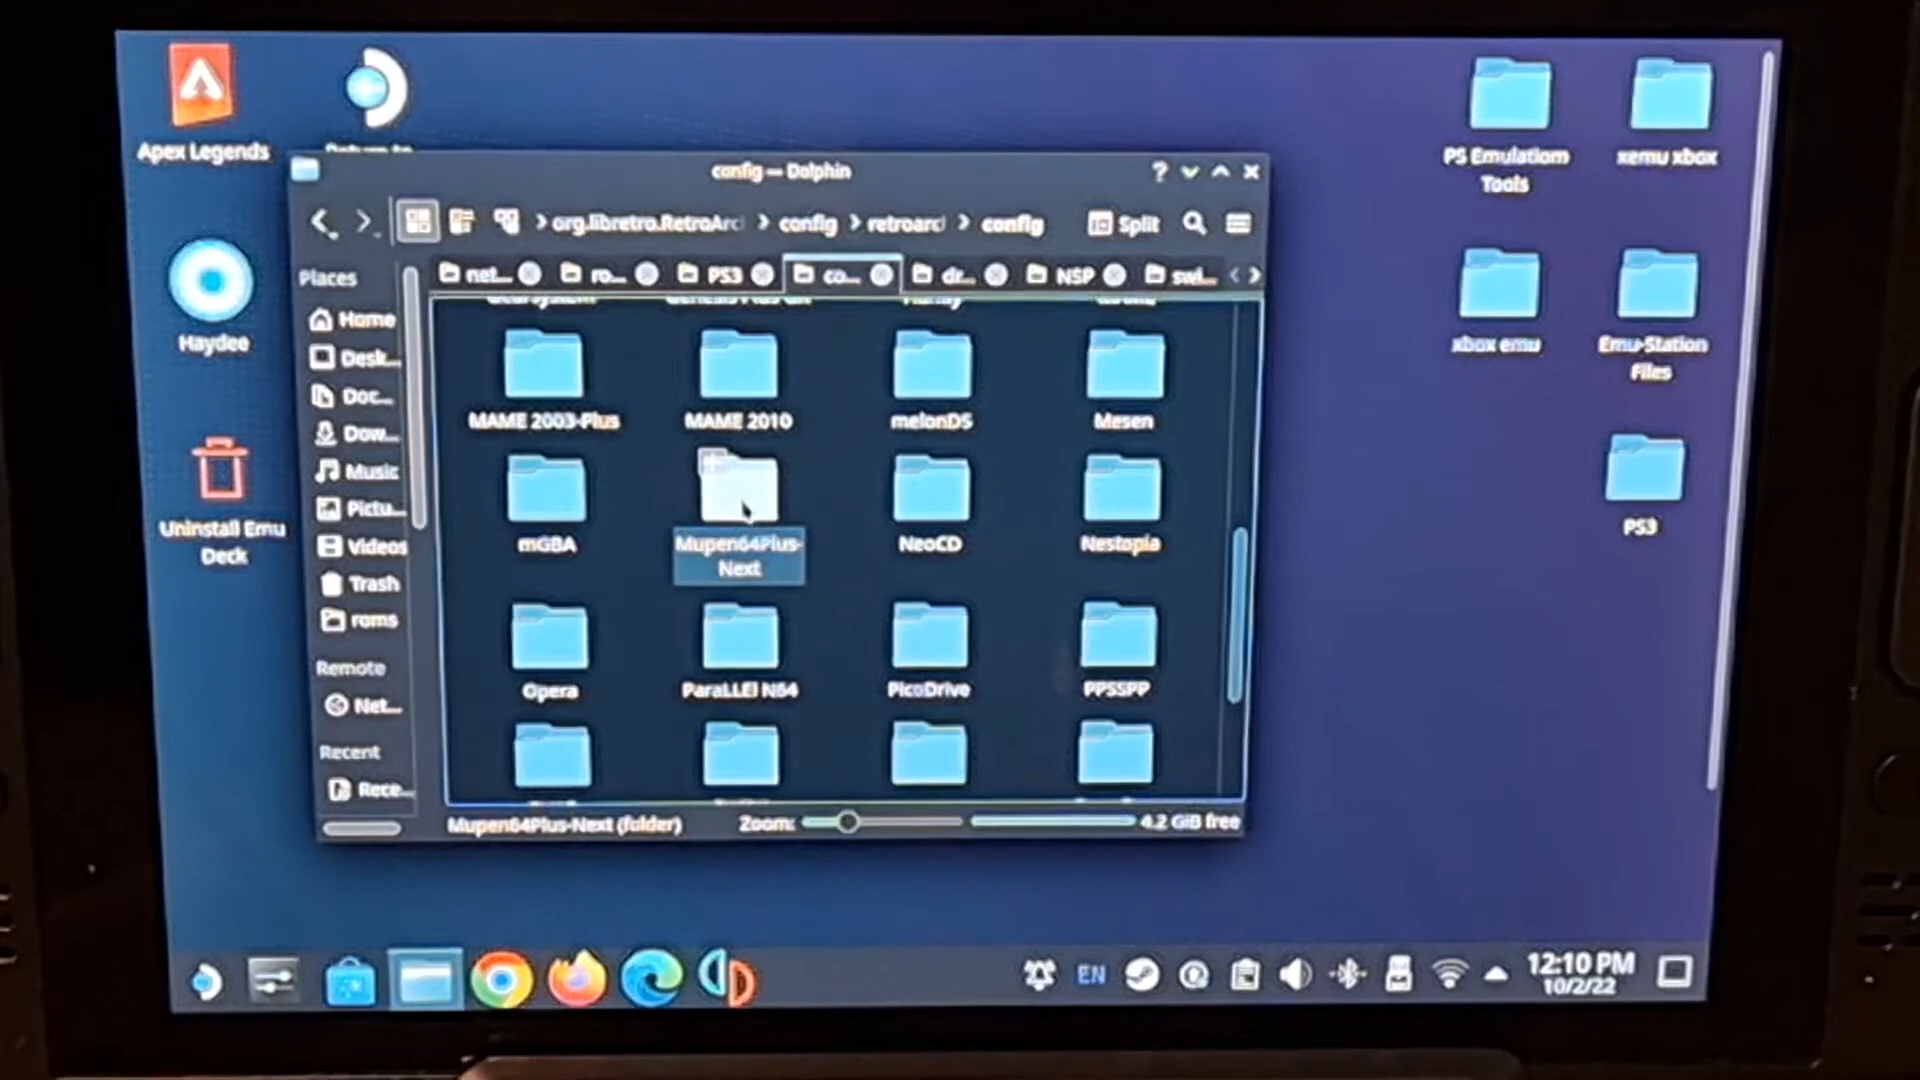 Apex Legends
Haydee
Uninstall Emu
Deck
config — Dolphin
org.libretro.RetroArc
config
retroarc
config
Split
Places
net...
ro...
PS3
co...
dr...
NSP
swi...
Home
Desk...
Doc...
Dow...
Music
Pictu...
Videos
Trash
roms
Remote
Net...
Recent
Rece...
MAME 2003-Plus
MAME 2010
melonDS
Mesen
mGBA
Mupen64Plus-
Next
NeoCD
Nestopia
Opera
ParaLLEl N64
PicoDrive
PPSSPP
Mupen64Plus-Next (folder)
Zoom:
4.2 GiB free
PS Emulatiom
Tools
xemu xbox
xbox emu
Emu-Station
Files
PS3
EN
12:10 PM
10/2/22